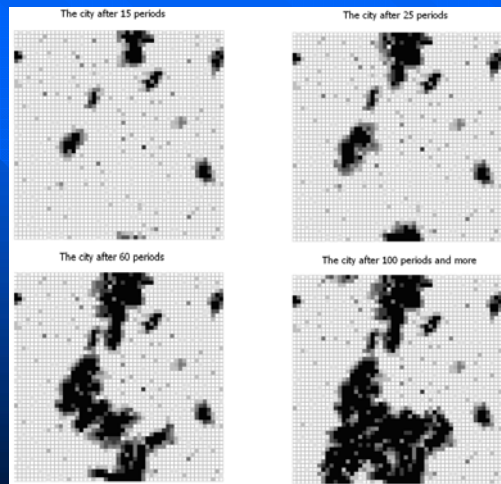 The city after 15 periods
The city after 25 periods
The city after 60 periods
The city after 100 periods and more